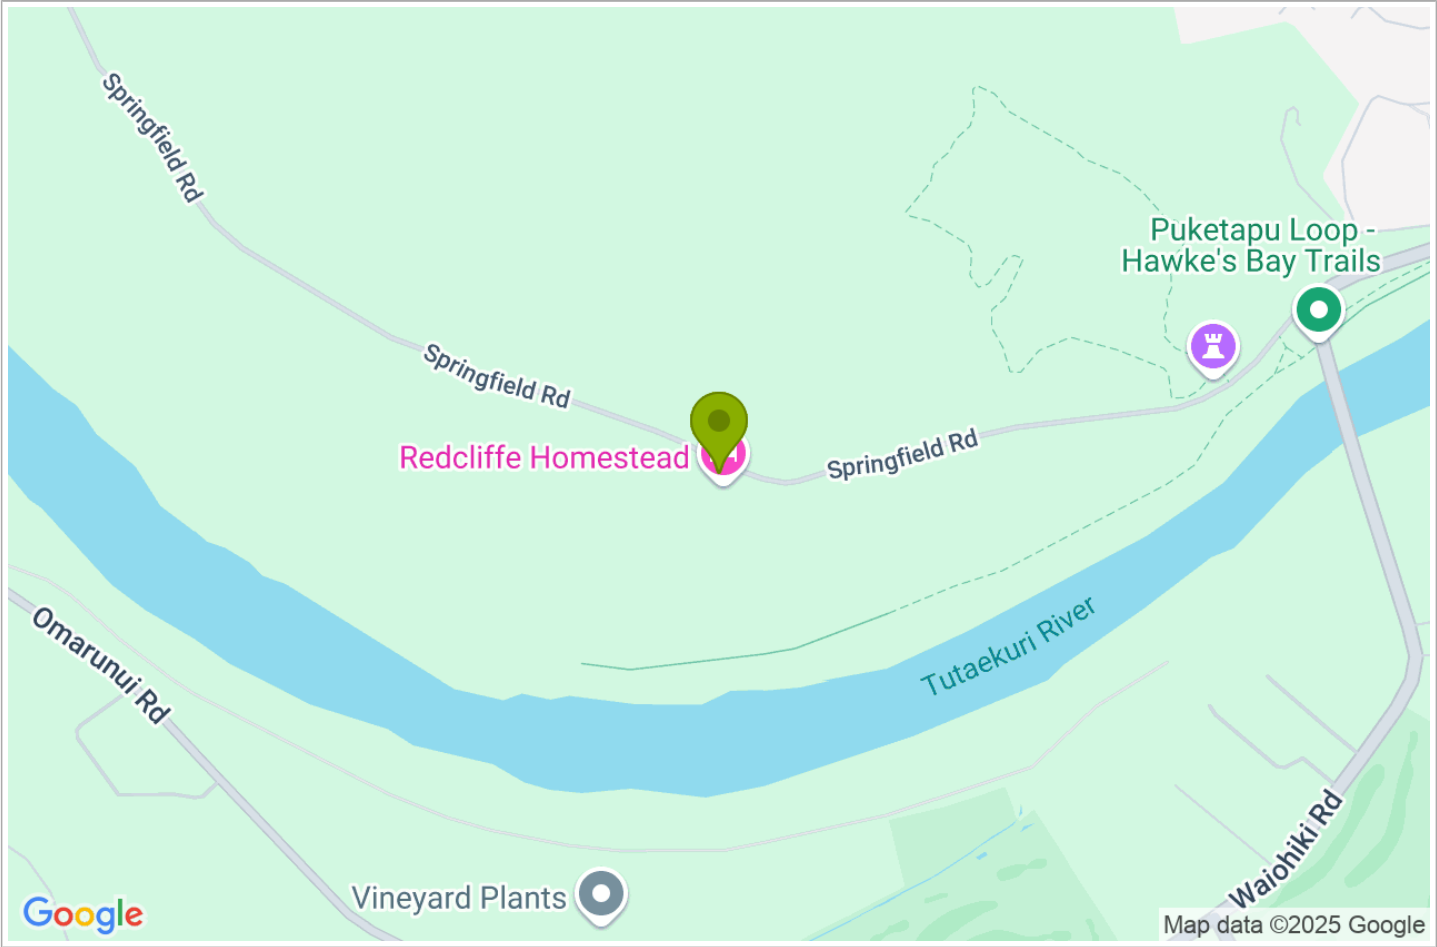 Springfield Rd
Puketapu Loop -
Hawke's Bay Trails
Springfield Rd
Springfield Rd
Redcliffe Homestead
Tutaekuri River
Omarunui Rd
Waiohiki Rd
Vineyard Plants
Google
Map data ©2025 Google